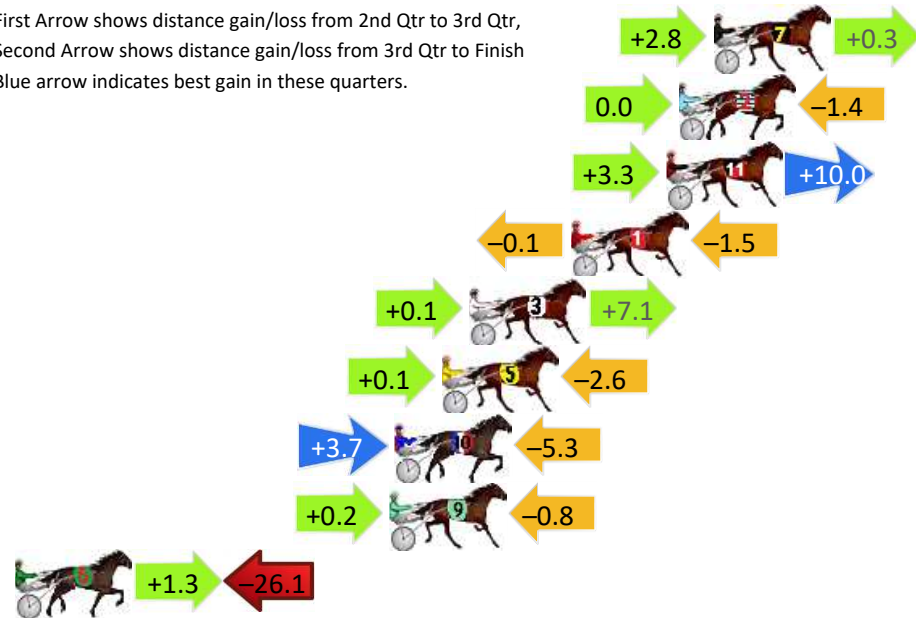 First Arrow shows distance gain/loss from 2nd Qtr to 3rd Qtr,
Second Arrow shows distance gain/loss from 3rd Qtr to Finish
Blue arrow indicates best gain in these quarters.
+2.8 7 +0.3
0.0 2 –1.4
+3.3 11 +10.0
–0.1 1 –1.5
+0.1 3 +7.1
+0.1 5 –2.6
+3.7 10 –5.3
+0.2 9 –0.8
+1.3 –26.1